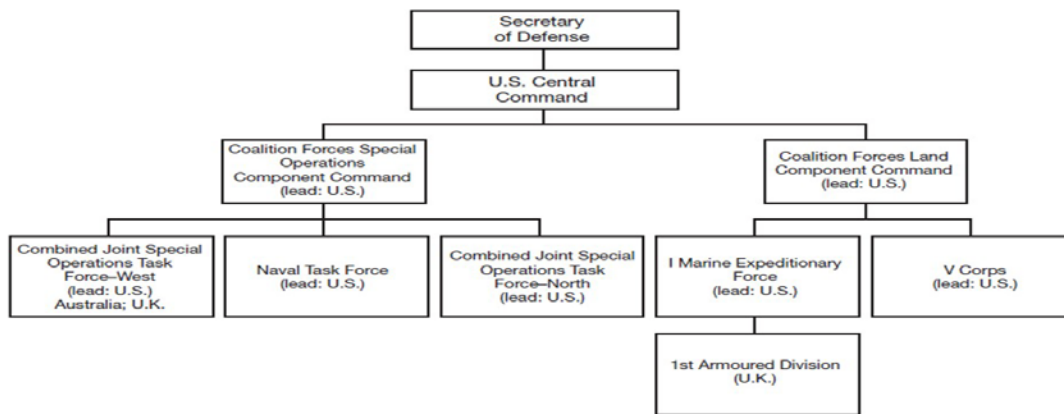 Secretary
of Defense
U.S. Central
Command
Coalition Forces Special
Operations
Component Command
(lead: U.S.)
Coalition Forces Land
Component Command
(lead: U.S.)
Combined Joint Special
Operations Task
Force–West
(lead: U.S.)
Australia; U.K.
Naval Task Force
(lead: U.S.)
Combined Joint Special
Operations Task
Force–North
(lead: U.S.)
I Marine Expeditionary
Force
(lead: U.S.)
V Corps
(lead: U.S.)
1st Armoured Division
(U.K.)